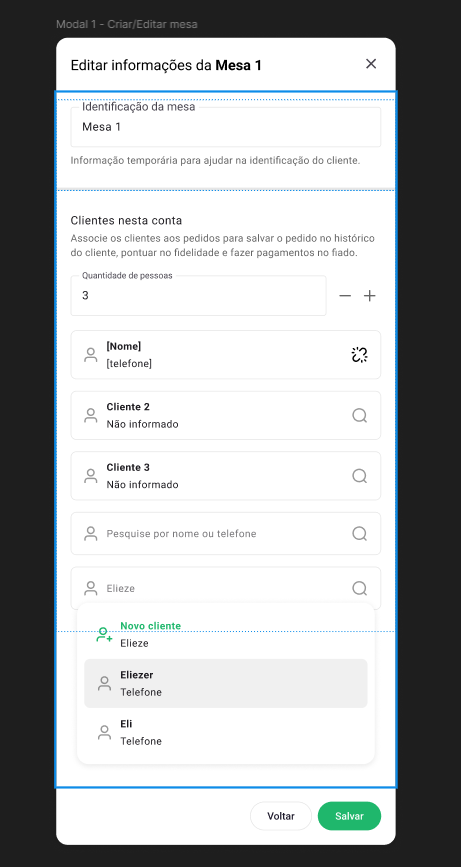 Modal 1 - Criar/Editar mesa
Editar informações da Mesa 1
Identificação da mesa
Mesa 1
Informação temporária para ajudar na identificação do cliente.
Clientes nesta conta
Associe os clientes aos pedidos para salvar o pedido no histórico
do cliente, pontuar no fidelidade e fazer pagamentos no fiado.
Quantidade de pessoas
3
[Nome]
[telefone]
Cliente 2
Não informado
Cliente 3
Não informado
Pesquise por nome ou telefone
Elieze
Novo cliente
Elieze
Eliezer
Telefone
Eli
Telefone
Voltar
Salvar